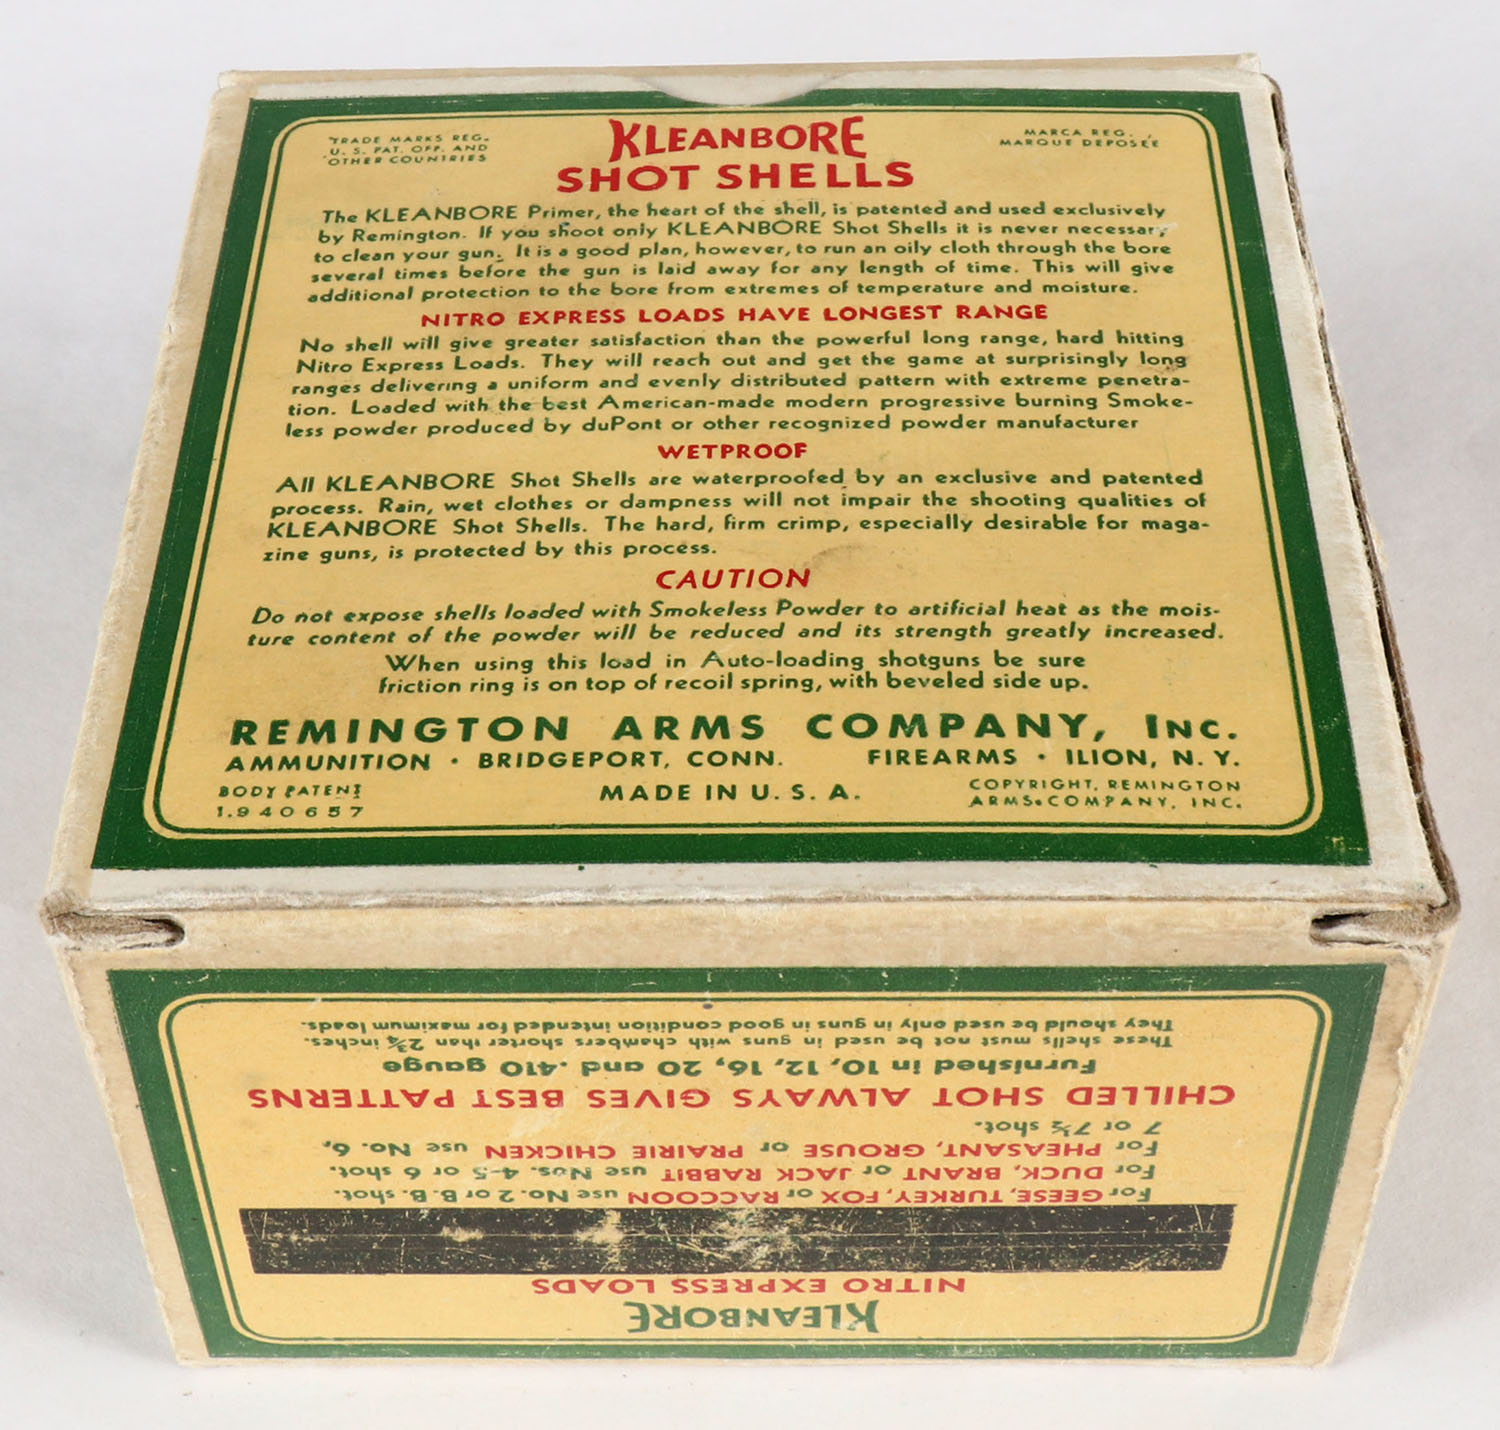 TRADE MARKS REG.
U. S. PAT. OFF. AND
OTHER COUNTRIES
KLEANBORE
SHOT SHELLS
MARCA REG.
MARQUE DEPOSÉE
The KLEANBORE Primer, the heart of the shell, is patented and used exclusively
by Remington. If you shoot only KLEANBORE Shot Shells it is never necessary
to clean your gun. It is a good plan, however, to run an oily cloth through the bore
several times before the gun is laid away for any length of time. This will give
additional protection to the bore from extremes of temperature and moisture.
NITRO EXPRESS LOADS HAVE LONGEST RANGE
No shell will give greater satisfaction than the powerful long range, hard hitting
Nitro Express Loads. They will reach out and get the game at surprisingly long
ranges delivering a uniform and evenly distributed pattern with extreme penetra-
tion. Loaded with the best American-made modern progressive burning Smoke-
less powder produced by duPont or other recognized powder manufacturer
WETPROOF
All KLEANBORE Shot Shells are waterproofed by an exclusive and patented
process. Rain, wet clothes or dampness will not impair the shooting qualities of
KLEANBORE Shot Shells. The hard, firm crimp, especially desirable for maga-
zine guns, is protected by this process.
CAUTION
Do not expose shells loaded with Smokeless Powder to artificial heat as the mois-
ture content of the powder will be reduced and its strength greatly increased.
When using this load in Auto-loading shotguns be sure
friction ring is on top of recoil spring, with beveled side up.
REMINGTON ARMS COMPANY, INC.
AMMUNITION · BRIDGEPORT, CONN. FIREARMS · ILION, N. Y.
BODY PATENT
1,940657
MADE IN U. S. A.
COPYRIGHT, REMINGTON
ARMS COMPANY, INC.
KLEANBORE
NITRO EXPRESS LOADS
For GEESE, TURKEY, FOX or RACCOON use No. 2 or B.B. shot.
For DUCK, BRANT or JACK RABBIT use Nos. 4-5 or 6 shot.
For PHEASANT, GROUSE or PRAIRIE CHICKEN use No. 6,
7 or 7½ shot.
CHILLED SHOT ALWAYS GIVES BEST PATTERNS
Furnished in 10, 12, 16, 20 and .410 gauge
These shells must not be used in guns with chambers shorter than 2¾ inches.
They should be used only in guns in good condition intended for maximum loads.